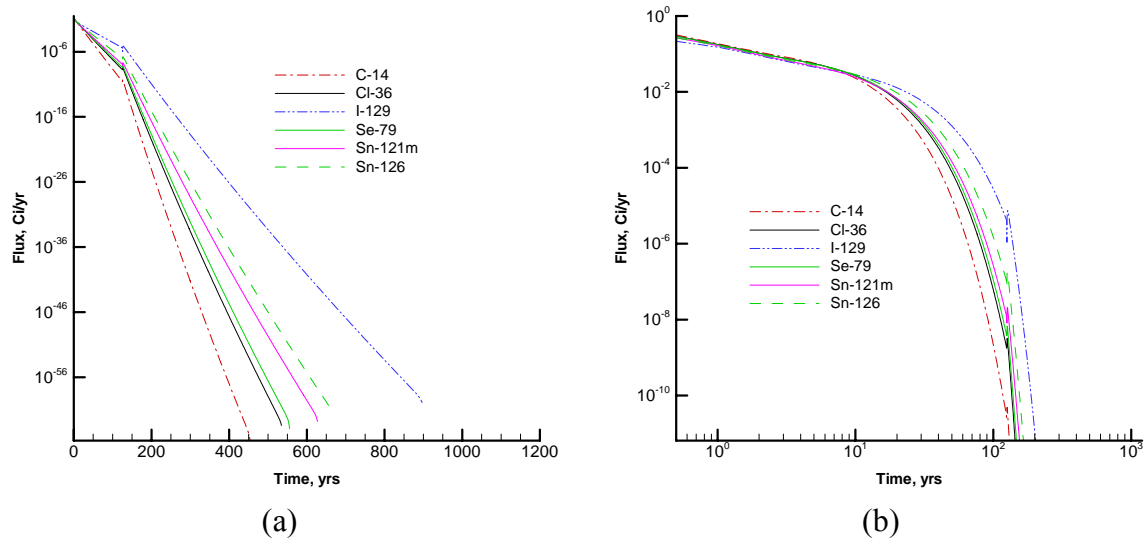 Flux, Ci/yr
10^-6
10^-16
10^-26
10^-36
10^-46
10^-56
C-14
Cl-36
I-129
Se-79
Sn-121m
Sn-126
0 200 400 600 800 1000 1200
Time, yrs
(a)
Flux, Ci/yr
10^0
10^-2
10^-4
10^-6
10^-8
10^-10
C-14
Cl-36
I-129
Se-79
Sn-121m
Sn-126
10^0 10^1 10^2 10^3
Time, yrs
(b)